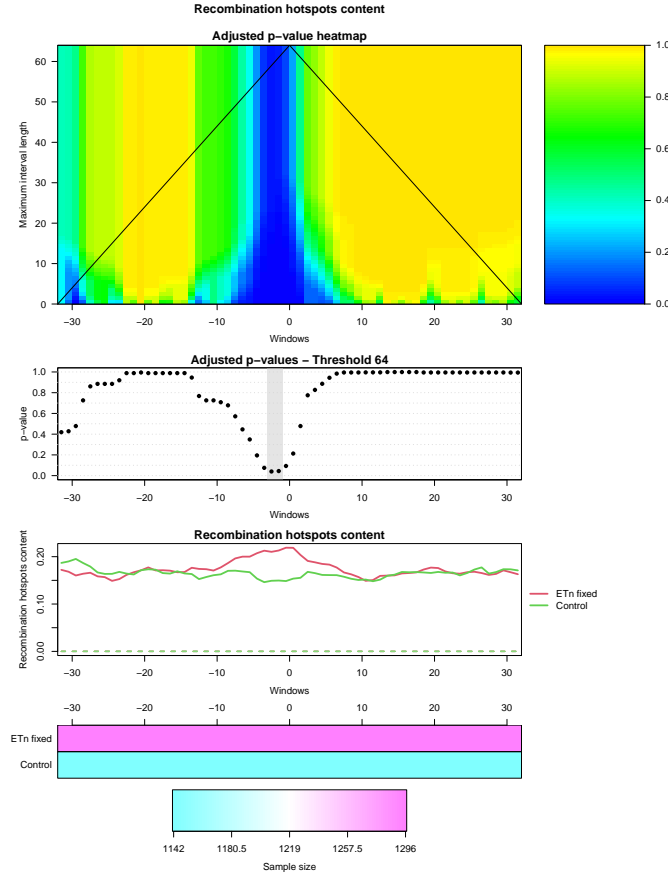 Recombination hotspots content
Adjusted p-value heatmap
Maximum interval length
60
50
40
30
20
10
0
−30 −20 −10 0 10 20 30
Windows
1.0
0.8
0.6
0.4
0.2
0.0
Adjusted p−values − Threshold 64
p−value
1.0
0.8
0.6
0.4
0.2
0.0
−30 −20 −10 0 10 20 30
Windows
Recombination hotspots content
Recombination hotspots content
0.20
0.10
0.00
−30 −20 −10 0 10 20 30
Windows
ETn fixed
Control
−30 −20 −10 0 10 20 30
ETn fixed
Control
1142 1180.5 1219 1257.5 1296
Sample size